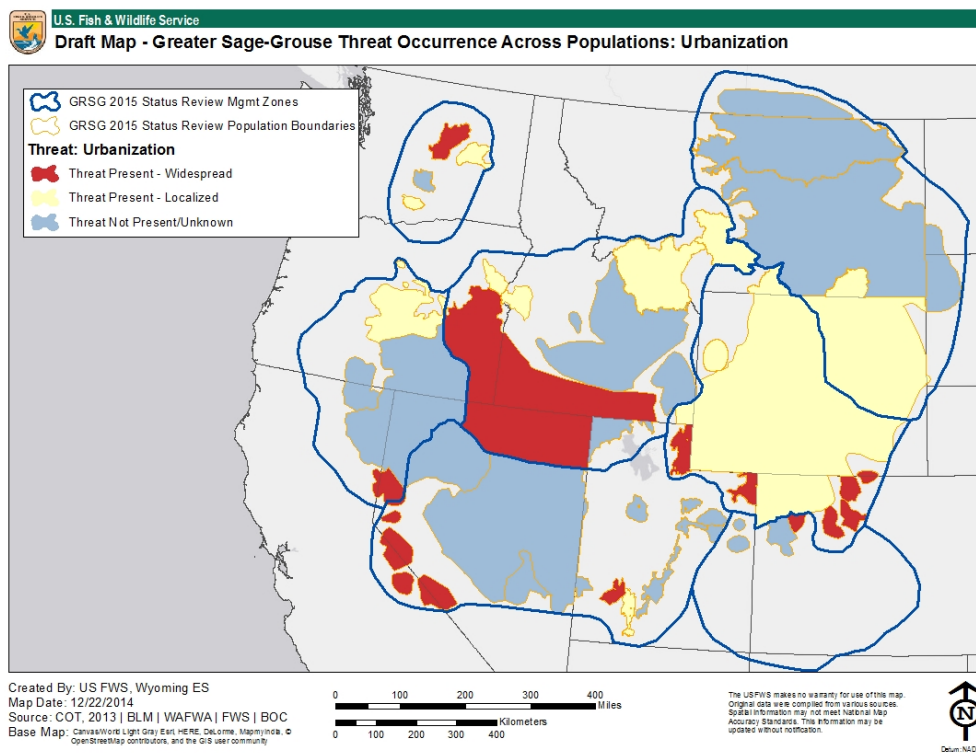 U.S. Fish & Wildlife Service
Draft Map - Greater Sage-Grouse Threat Occurrence Across Populations: Urbanization
GRSG 2015 Status Review Mgmt Zones
GRSG 2015 Status Review Population Boundaries
Threat: Urbanization
Threat Present - Widespread
Threat Present - Localized
Threat Not Present/Unknown
Created By: US FWS, Wyoming ES
Map Date: 12/22/2014
Source: COT, 2013 | BLM | WAFWA | FWS | BOC
Base Map: Canvas/World Light Gray Esri, HERE, DeLorme, MapmyIndia, ©
OpenStreetMap contributors, and the GIS user community
0 100 200 300 400
Miles
Kilometers
0 100 200 300 400
The USFWS makes no warranty for use of this map.
Original data were compiled from various sources.
Spatial information may not meet National Map
Accuracy Standards. This information may be
updated without notification.
N
Datum: NAD